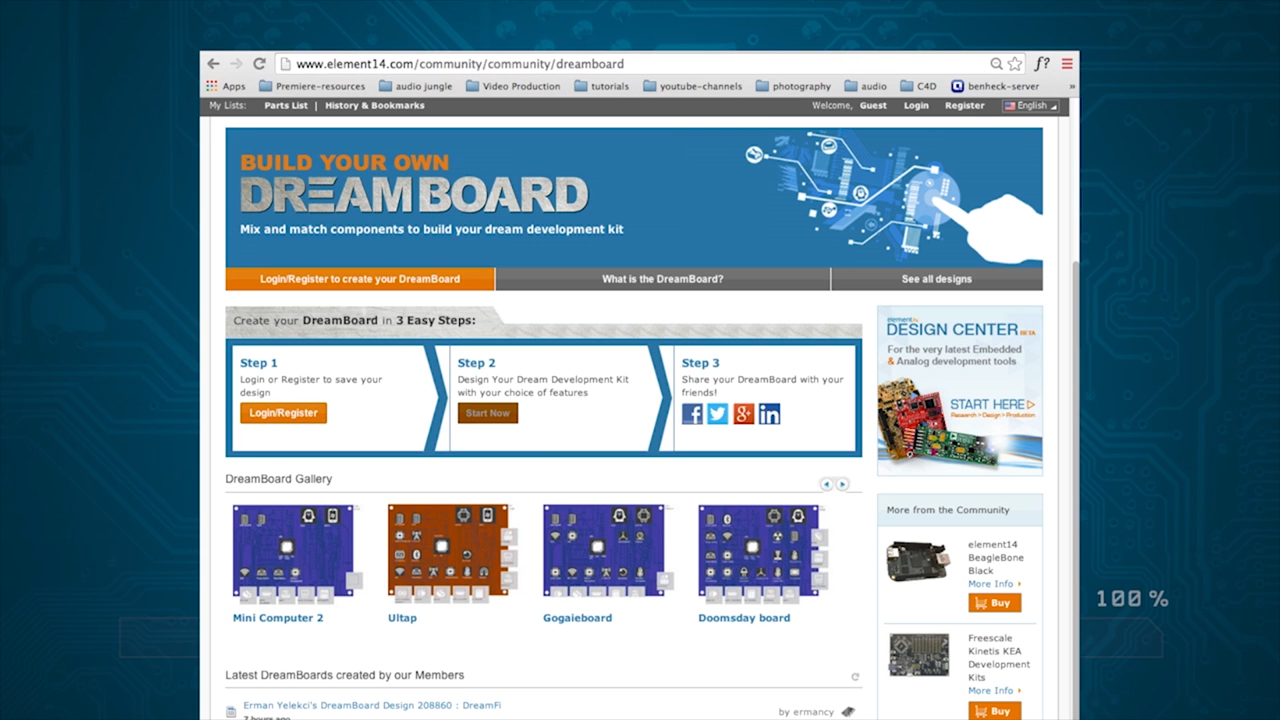 www.element14.com/community/community/dreamboard
Apps Premiere-resources audio jungle Video Production tutorials youtube-channels photography audio C4D benheck-server »
My Lists: Parts List | History & Bookmarks Welcome, Guest Login Register English
BUILD YOUR OWN
DREAMBOARD
Mix and match components to build your dream development kit
Login/Register to create your DreamBoard What is the DreamBoard? See all designs
Create your DreamBoard in 3 Easy Steps:
Step 1
Login or Register to save your
design
Login/Register
Step 2
Design Your Dream Development Kit
with your choice of features
Start Now
Step 3
Share your DreamBoard with your
friends!
element14
DESIGN CENTER BETA
For the very latest Embedded
& Analog development tools
START HERE
Research > Design > Production
DreamBoard Gallery
Mini Computer 2
Ultap
Gogaieboard
Doomsday board
More from the Community
element14
BeagleBone
Black
More Info
Buy
Freescale
Kinetis KEA
Development
Kits
More Info
Buy
100 %
Latest DreamBoards created by our Members
Erman Yelekci's DreamBoard Design 208860 : DreamFi
7 hours ago
by ermancy